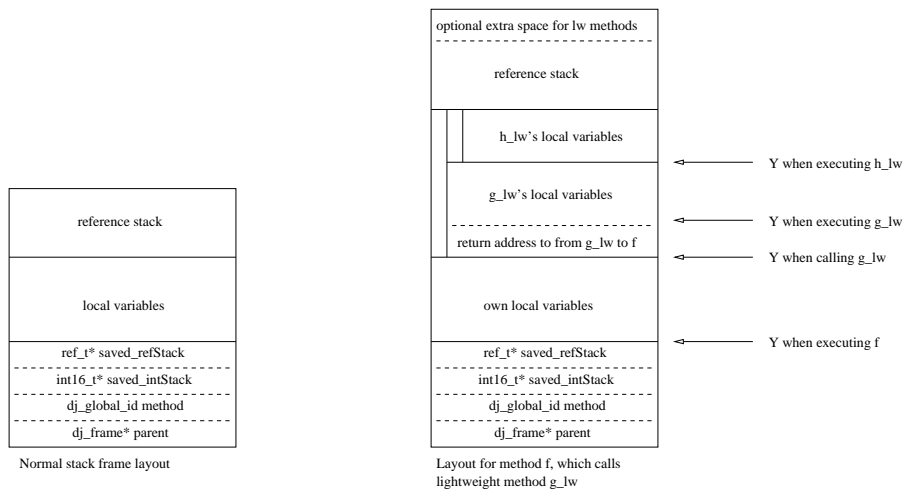 reference stack
local variables
ref_t* saved_refStack
int16_t* saved_intStack
dj_global_id method
dj_frame* parent
Normal stack frame layout
optional extra space for lw methods
reference stack
h_lw's local variables
g_lw's local variables
return address to from g_lw to f
own local variables
ref_t* saved_refStack
int16_t* saved_intStack
dj_global_id method
dj_frame* parent
Layout for method f, which calls
lightweight method g_lw
Y when executing h_lw
Y when executing g_lw
Y when calling g_lw
Y when executing f